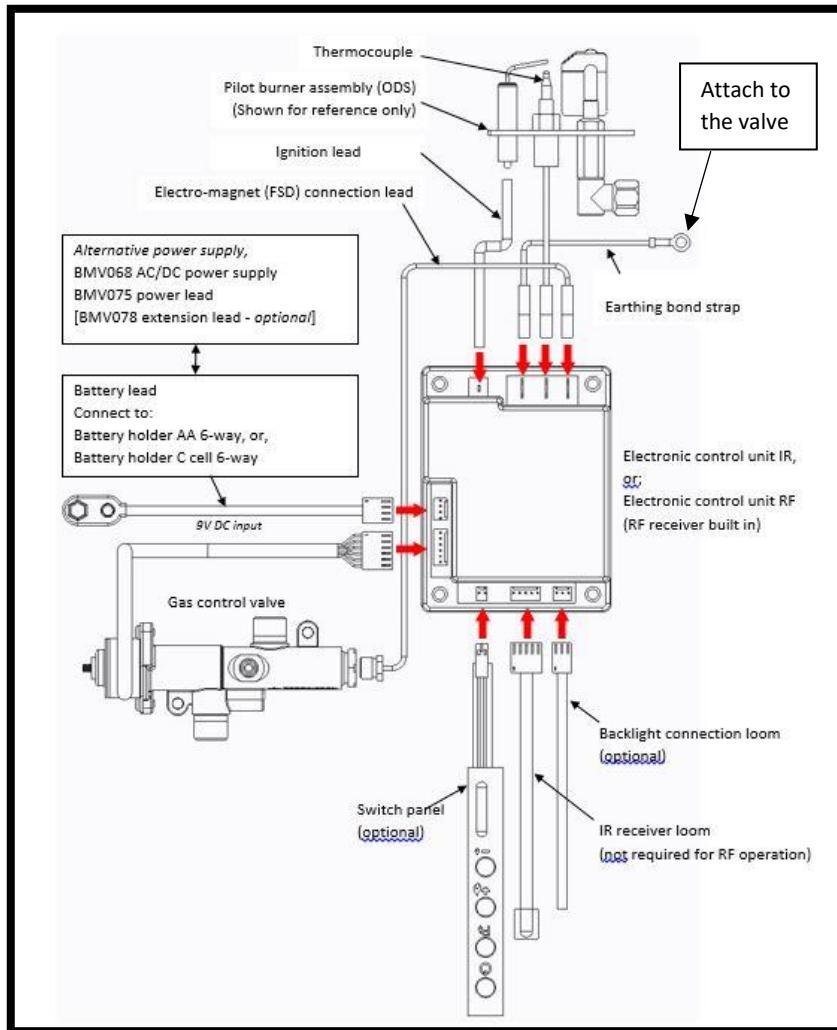 Thermocouple
Pilot burner assembly (ODS)
(Shown for reference only)
Attach to
the valve
Ignition lead
Electro-magnet (FSD) connection lead
Alternative power supply,
BMV068 AC/DC power supply
BMV075 power lead
[BMV078 extension lead - optional]
Earthing bond strap
Battery lead
Connect to:
Battery holder AA 6-way, or,
Battery holder C cell 6-way
Electronic control unit IR,
or;
Electronic control unit RF
(RF receiver built in)
9V DC input
Gas control valve
Backlight connection loom
(optional)
Switch panel
(optional)
IR receiver loom
(not required for RF operation)